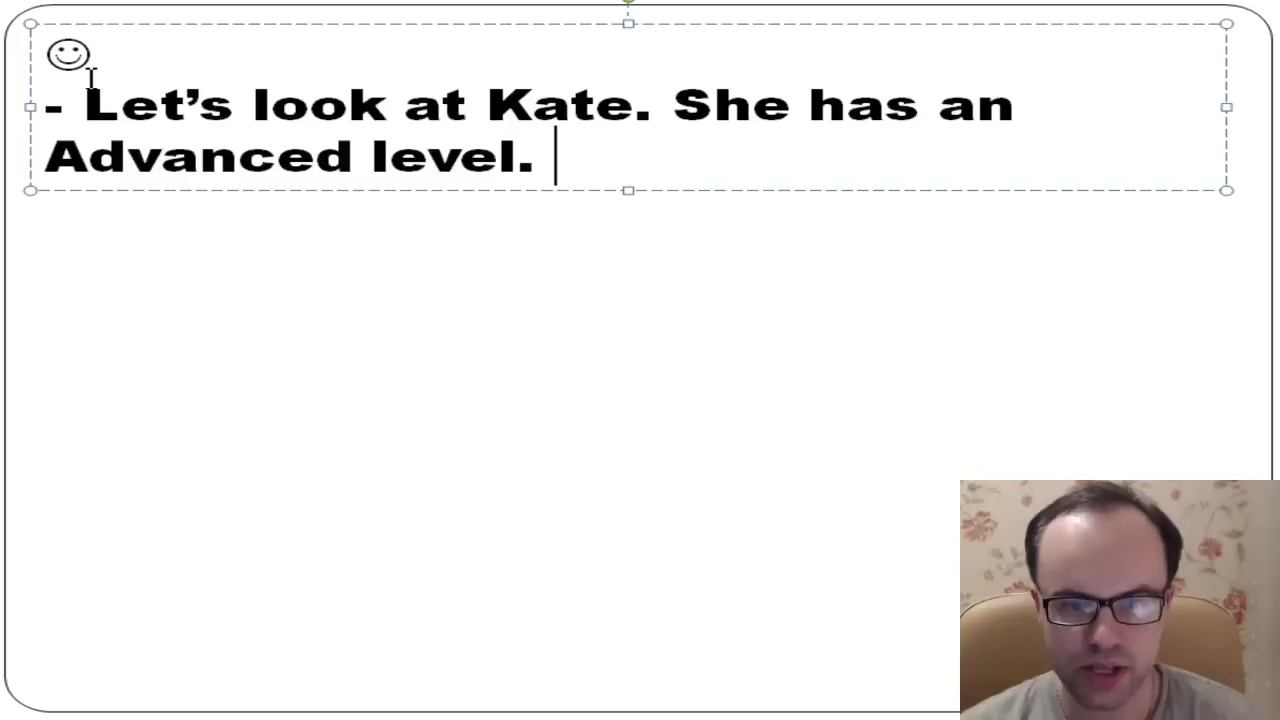 ☺
- Let’s look at Kate. She has an
Advanced level.